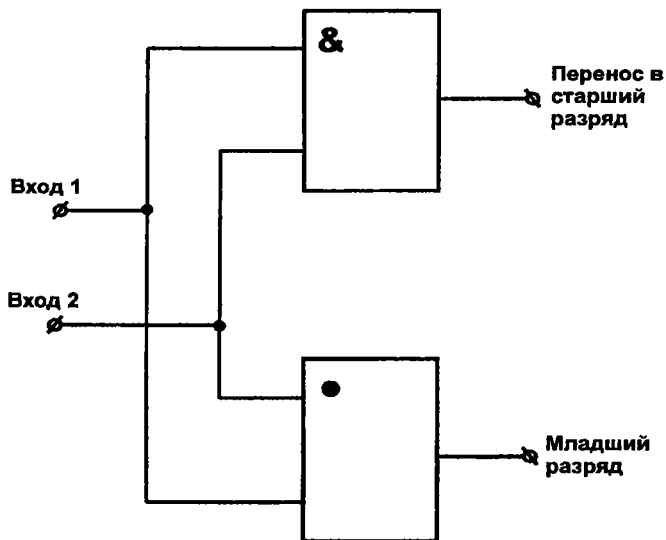 &
Перенос в
старший
разряд
Вход 1
Вход 2
Младший
разряд